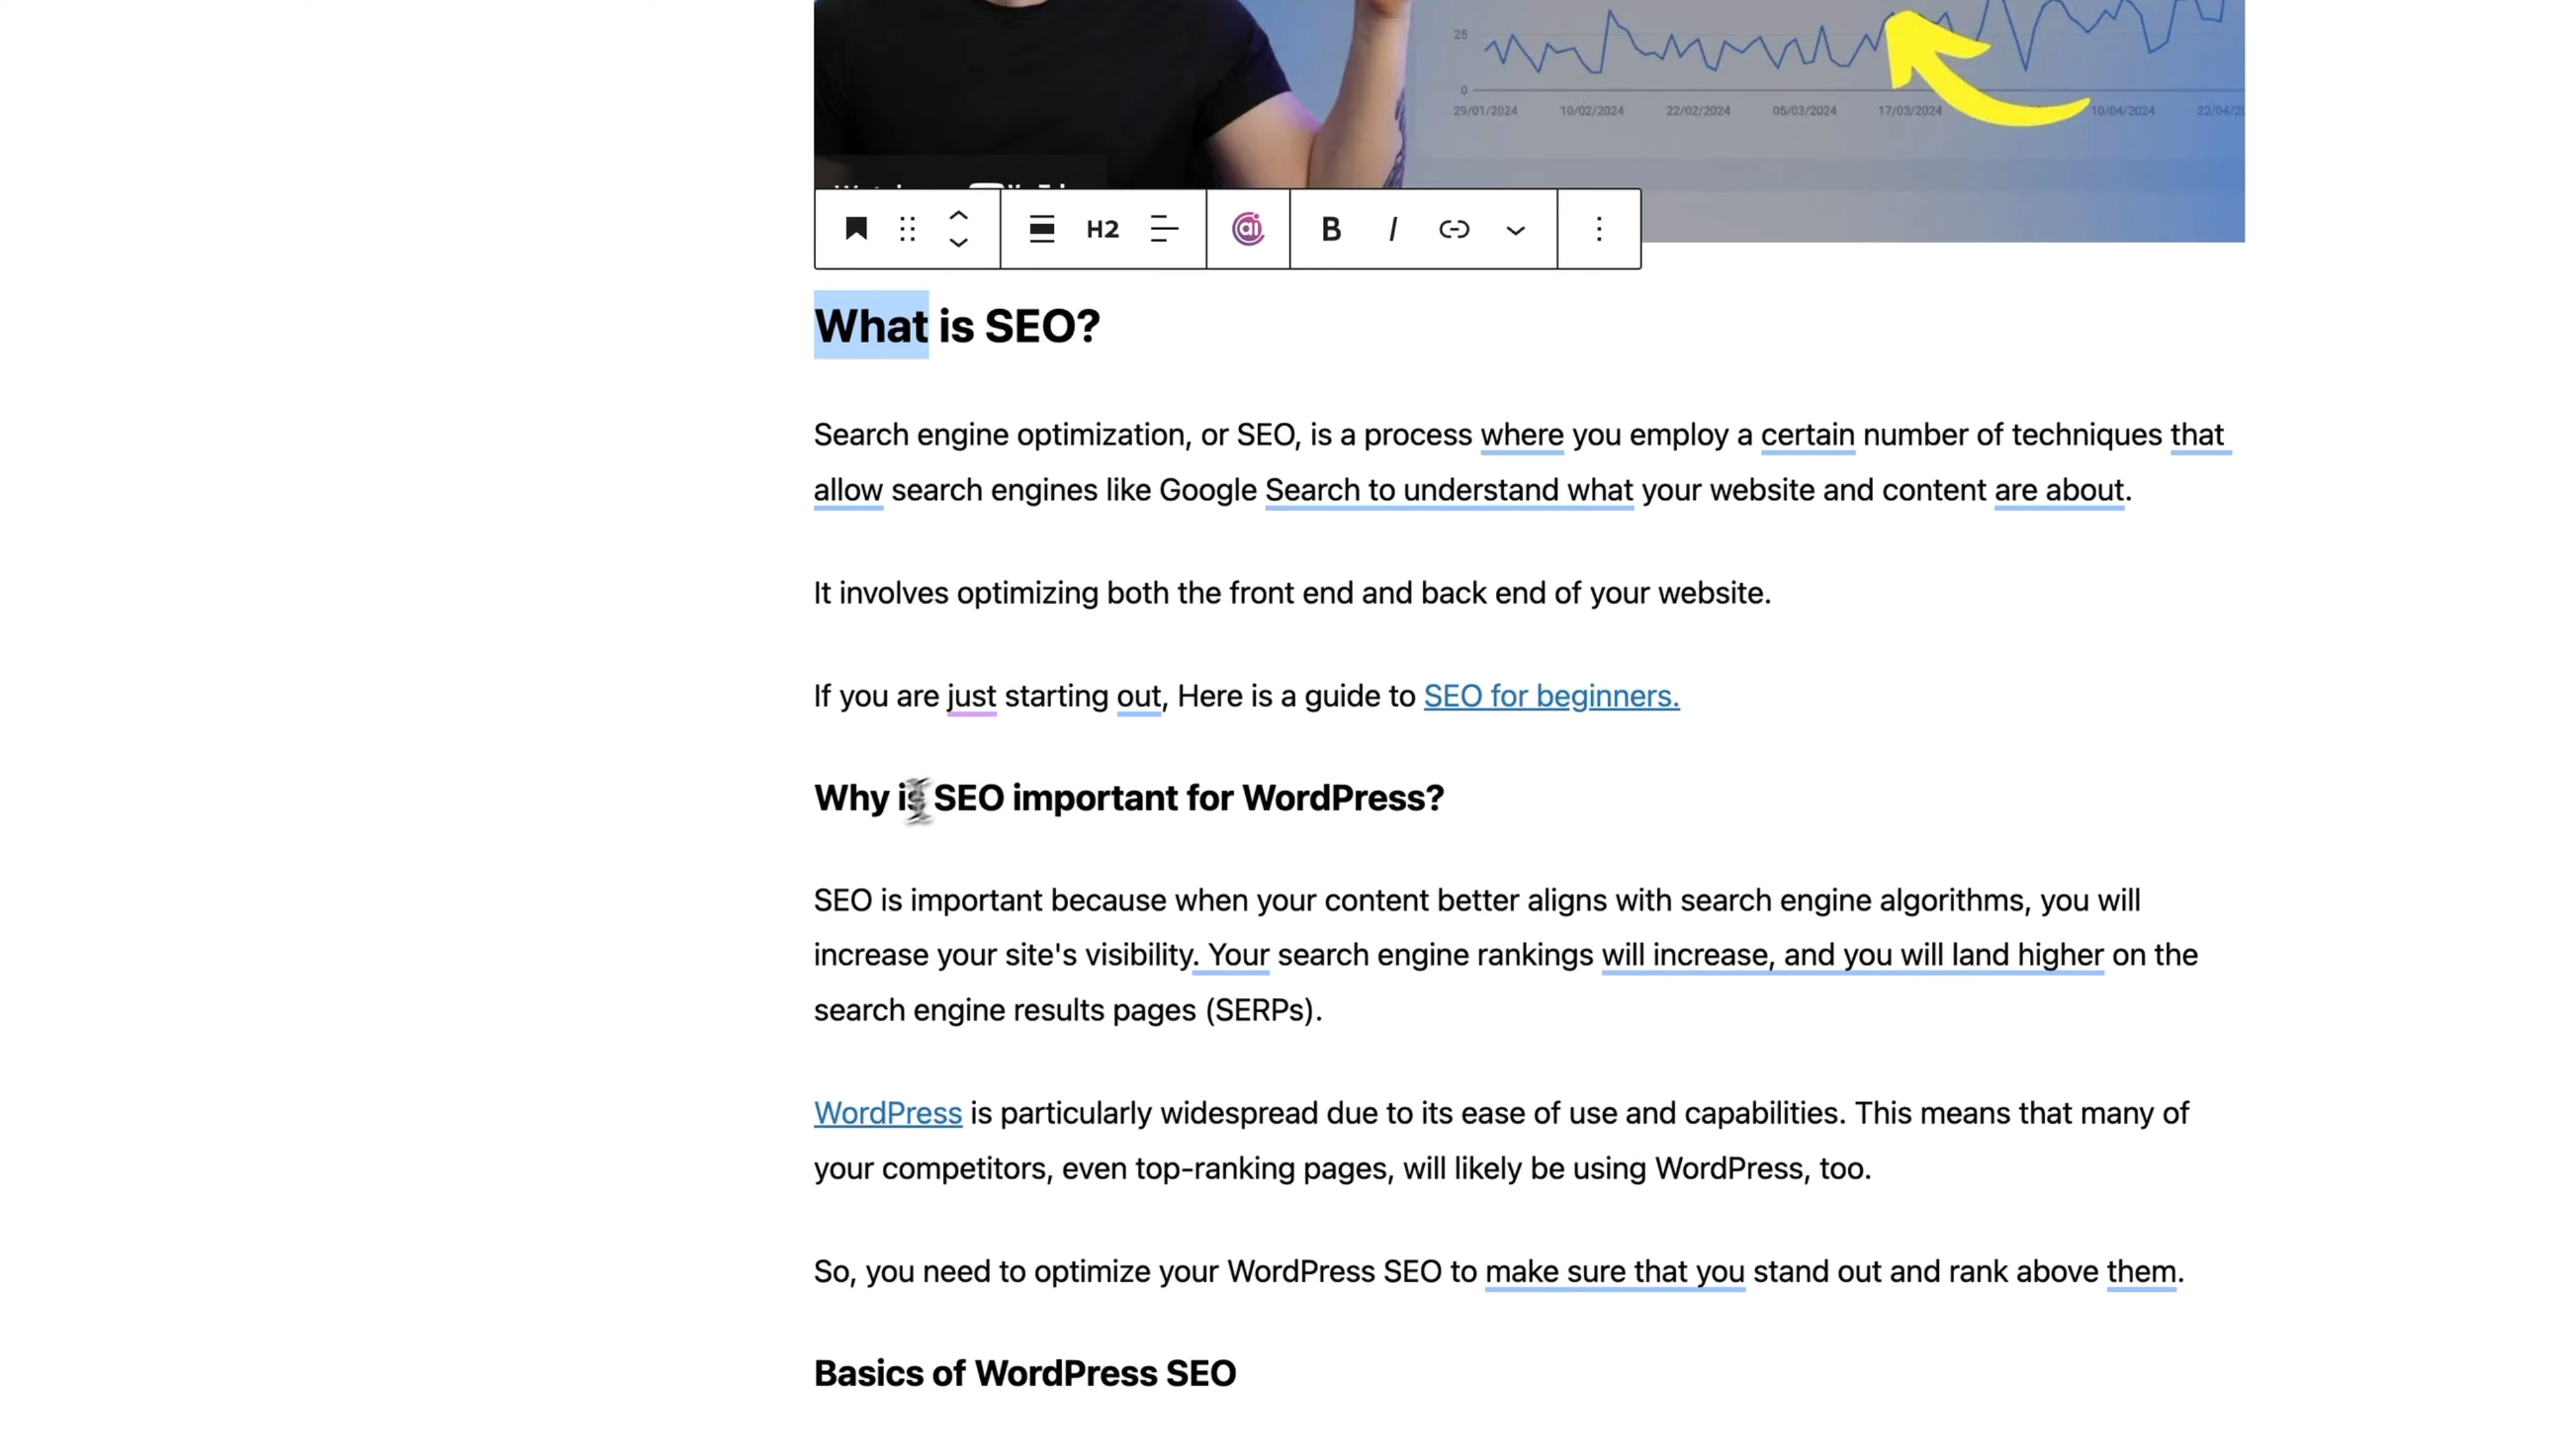 25
0
29/01/2024 10/02/2024 22/02/2024 05/03/2024 17/03/2024 10/04/2024
H2 ai B I
What is SEO?
Search engine optimization, or SEO, is a process where you employ a certain number of techniques that
allow search engines like Google Search to understand what your website and content are about.
It involves optimizing both the front end and back end of your website.
If you are just starting out, Here is a guide to SEO for beginners.
Why is SEO important for WordPress?
SEO is important because when your content better aligns with search engine algorithms, you will
increase your site's visibility. Your search engine rankings will increase, and you will land higher on the
search engine results pages (SERPs).
WordPress is particularly widespread due to its ease of use and capabilities. This means that many of
your competitors, even top-ranking pages, will likely be using WordPress, too.
So, you need to optimize your WordPress SEO to make sure that you stand out and rank above them.
Basics of WordPress SEO